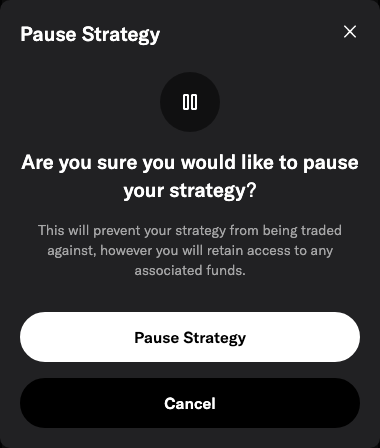 Pause Strategy
Are you sure you would like to pause
your strategy?
This will prevent your strategy from being traded
against, however you will retain access to any
associated funds.
Pause Strategy
Cancel